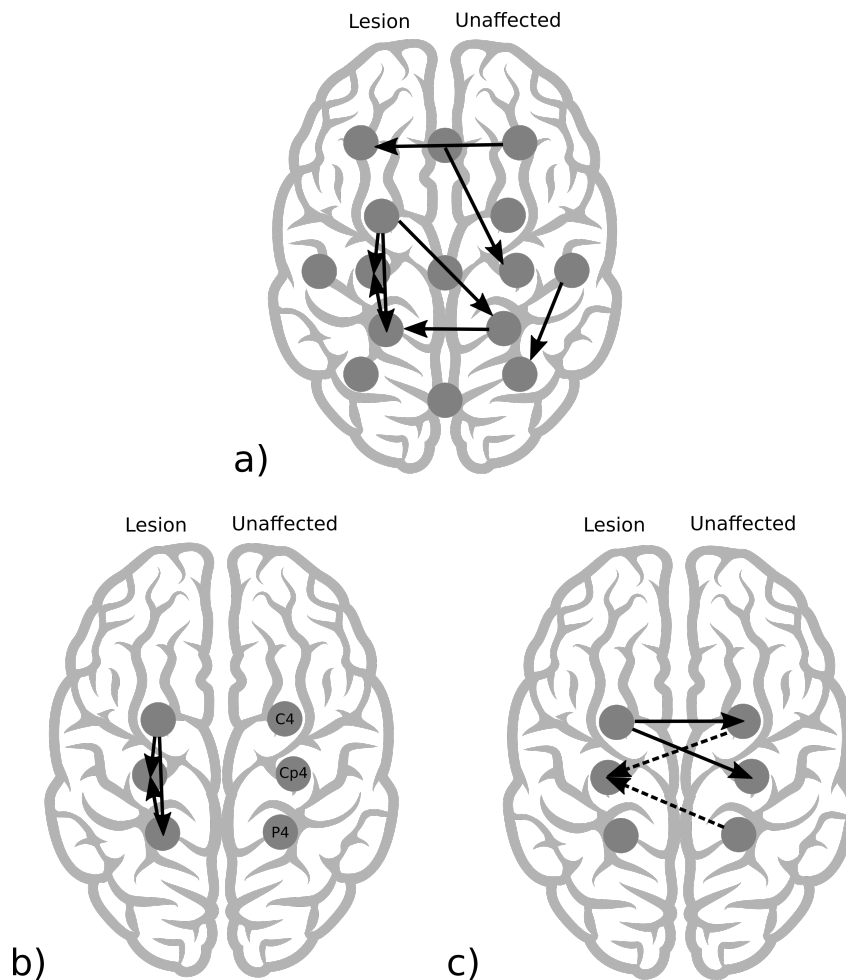 Lesion Unaffected
a)
Lesion Unaffected
C4
Cp4
P4
b)
Lesion Unaffected
c)